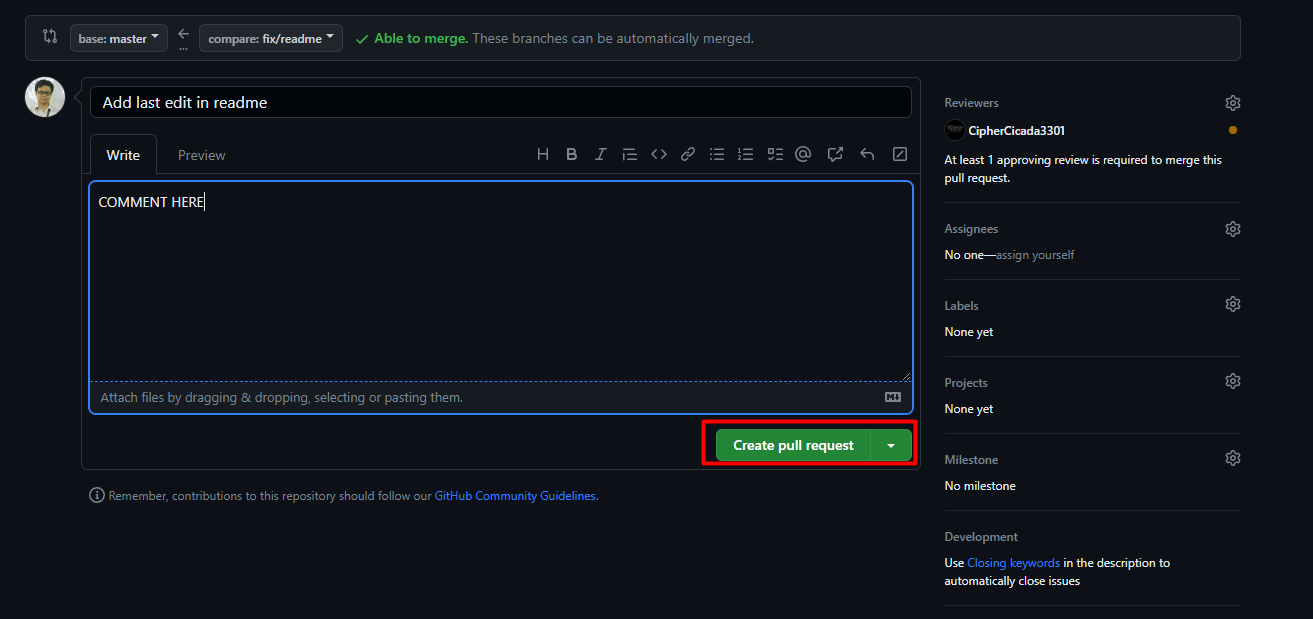 base: master
...
compare: fix/readme
Able to merge. These branches can be automatically merged.
Add last edit in readme
Write
Preview
COMMENT HERE
Attach files by dragging & dropping, selecting or pasting them.
Create pull request
Remember, contributions to this repository should follow our GitHub Community Guidelines.
Reviewers
CipherCicada3301
At least 1 approving review is required to merge this
pull request.
Assignees
No one—assign yourself
Labels
None yet
Projects
None yet
Milestone
No milestone
Development
Use Closing keywords in the description to
automatically close issues